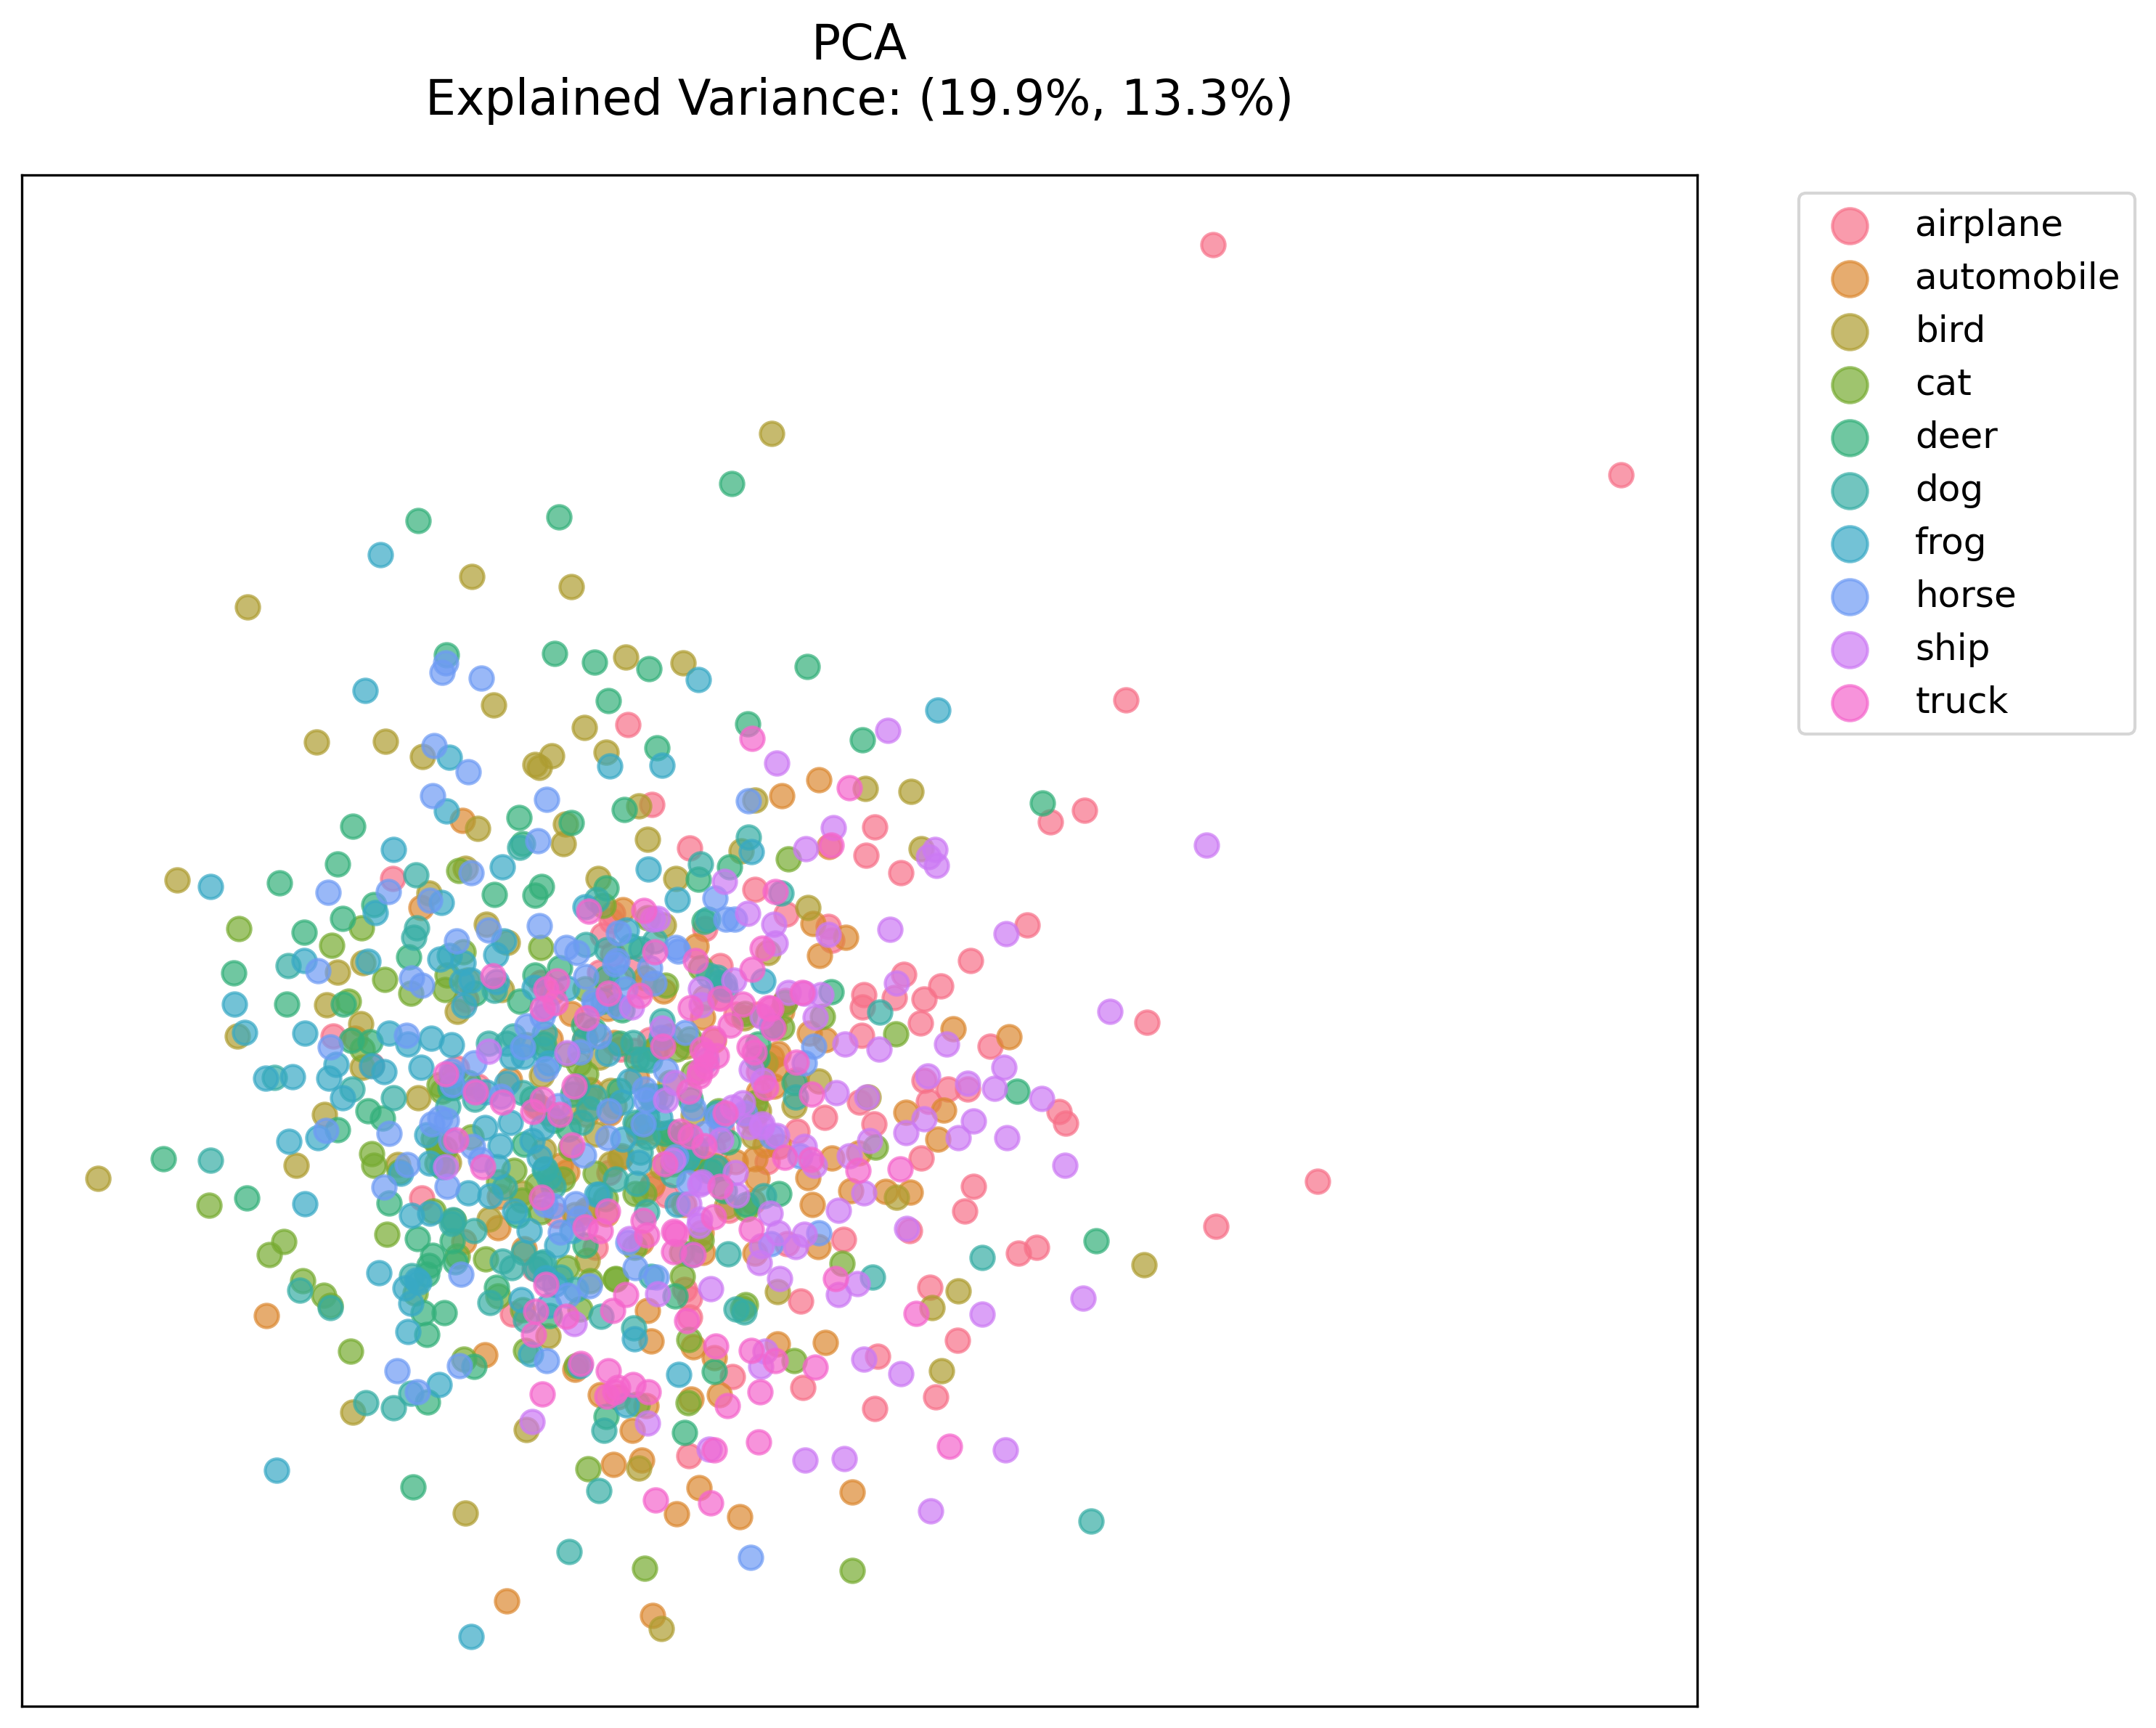 PCA
Explained Variance: (19.9%, 13.3%)
airplane
automobile
bird
cat
deer
dog
frog
horse
ship
truck